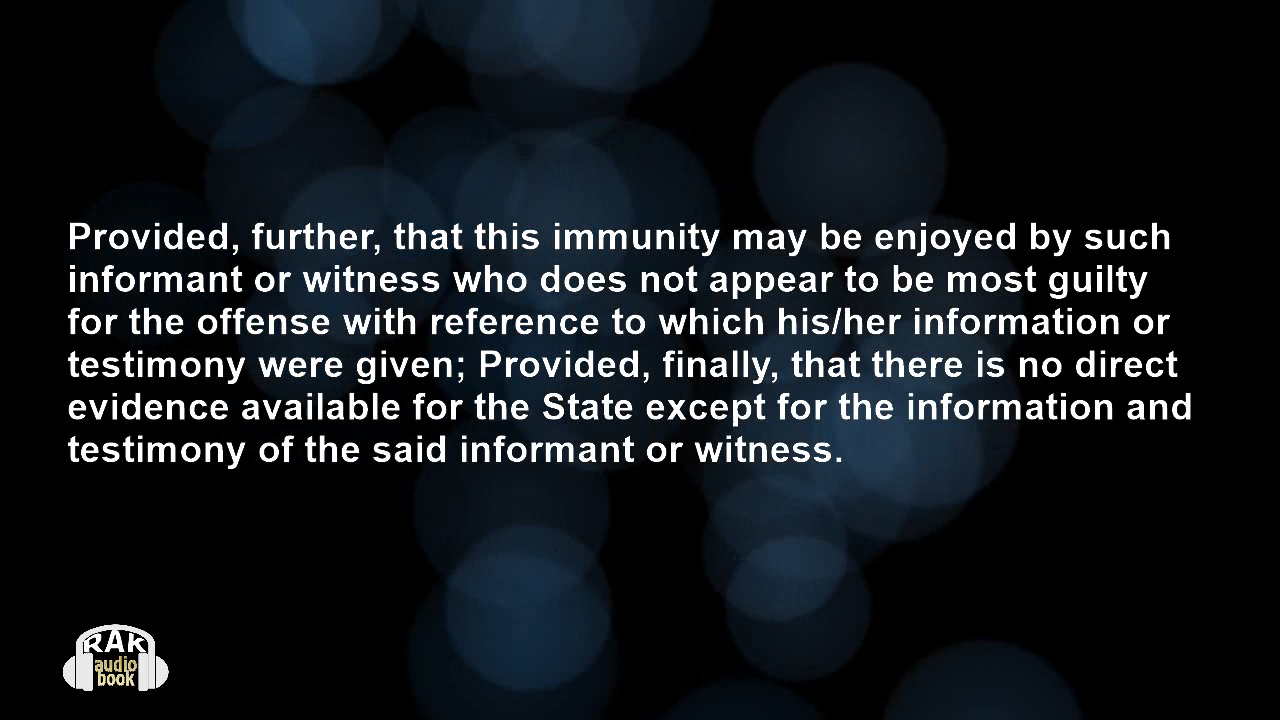 Provided, further, that this immunity may be enjoyed by such
informant or witness who does not appear to be most guilty
for the offense with reference to which his/her information or
testimony were given; Provided, finally, that there is no direct
evidence available for the State except for the information and
testimony of the said informant or witness.
RAK
audio
book